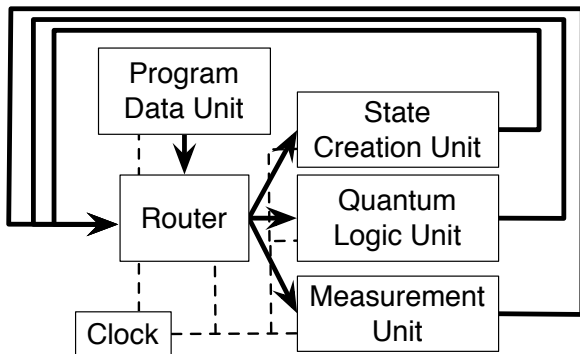 Program
Data Unit
State
Creation Unit
Router
Quantum
Logic Unit
Measurement
Unit
Clock